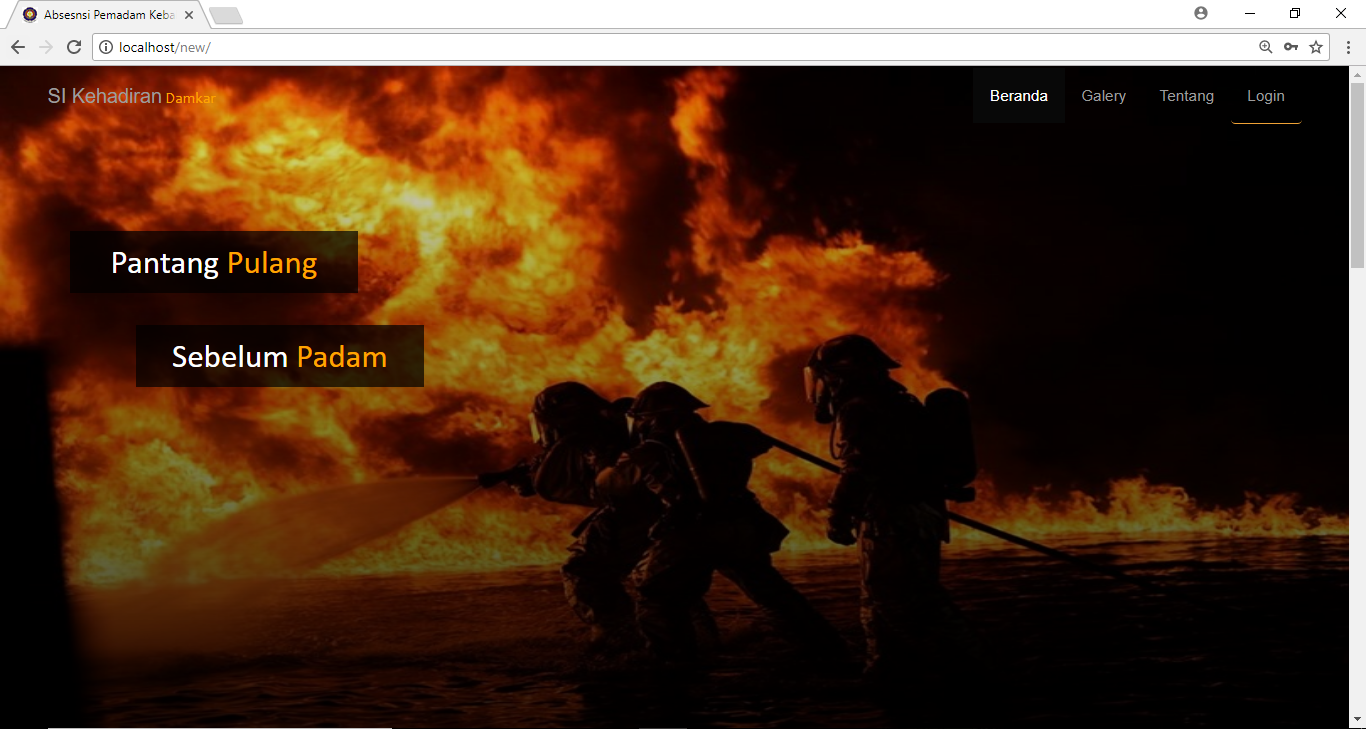 Absesnsi Pemadam Keba
localhost/new/
SI Kehadiran Damkar
Beranda Galery Tentang Login
Pantang Pulang
Sebelum Padam